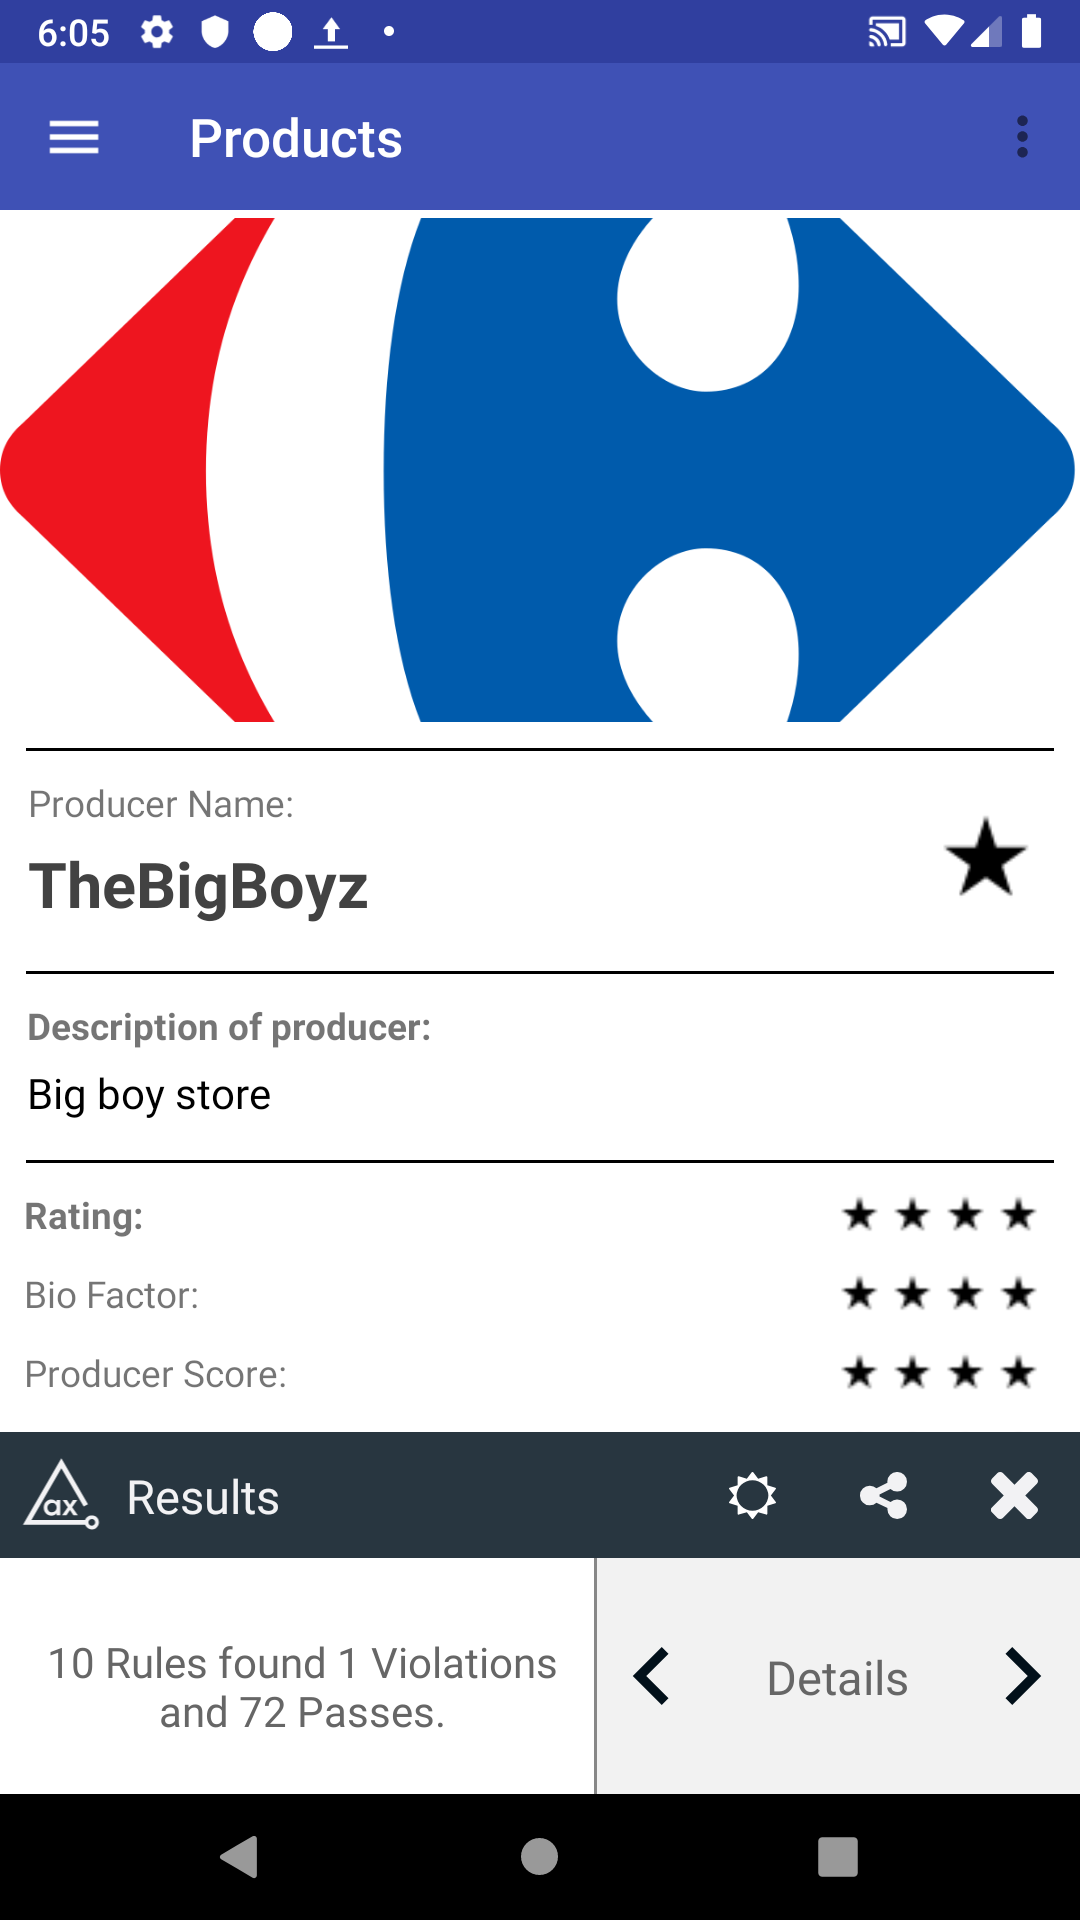 6:05
Products
Producer Name:
TheBigBoyz
Description of producer:
Big boy store
Rating:
Bio Factor:
Producer Score:
ax
Results
10 Rules found 1 Violations
and 72 Passes.
Details